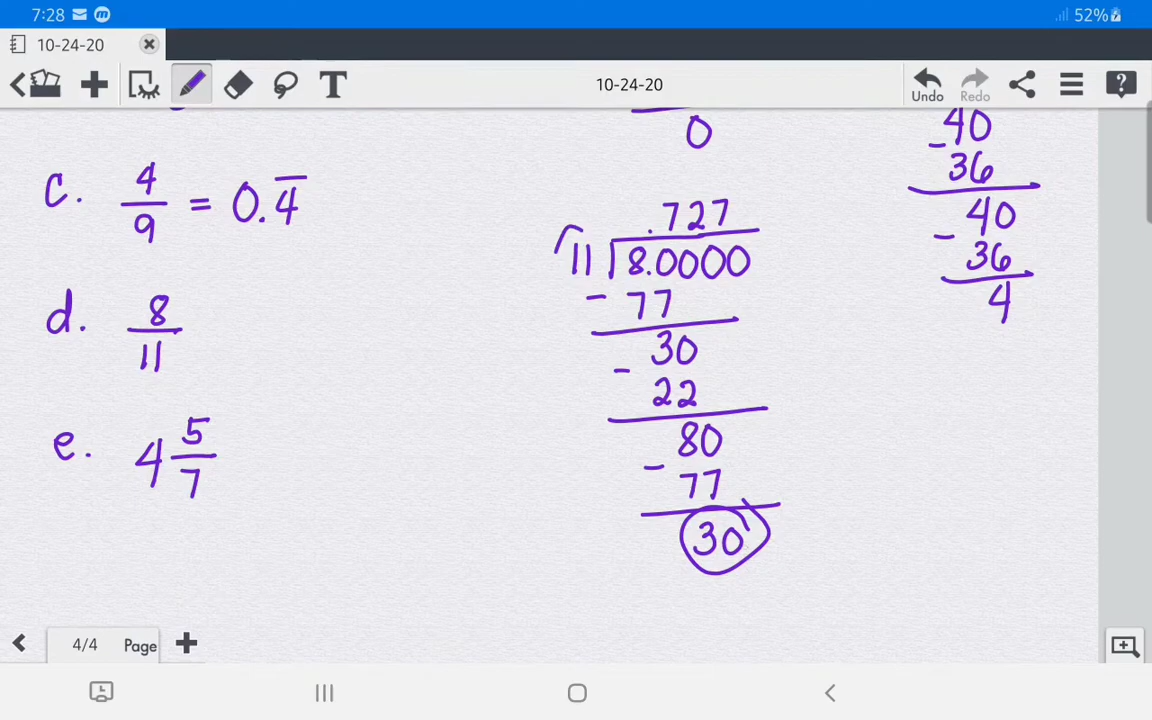 7:28
52%
10-24-20
10-24-20
Undo
Redo
T
?
0
40
- 36
40
- 36
4
c. 4/9 = 0.4̅
.727
11 8.0000
- 77
30
- 22
80
- 77
30
d. 8/11
e. 4 5/7
4/4 Page